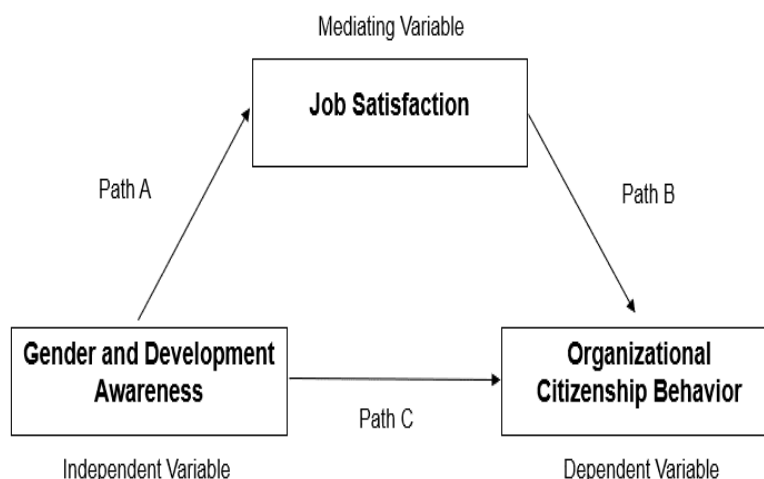 Mediating Variable
Job Satisfaction
Path A
Path B
Gender and Development
Awareness
Path C
Organizational
Citizenship Behavior
Independent Variable
Dependent Variable